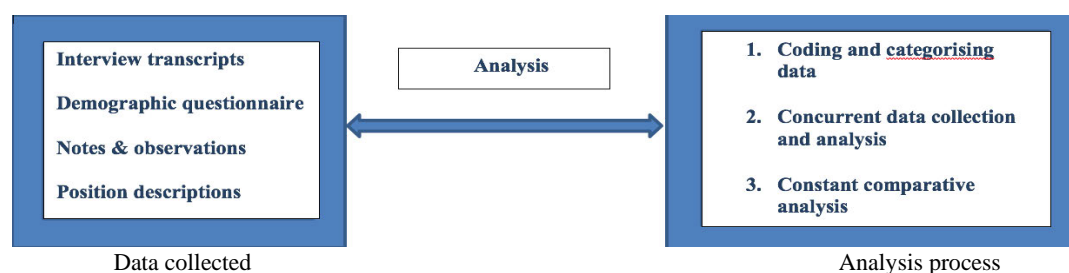 Interview transcripts
Demographic questionnaire
Notes & observations
Position descriptions
Analysis
1. Coding and categorising
data
2. Concurrent data collection
and analysis
3. Constant comparative
analysis
Data collected
Analysis process